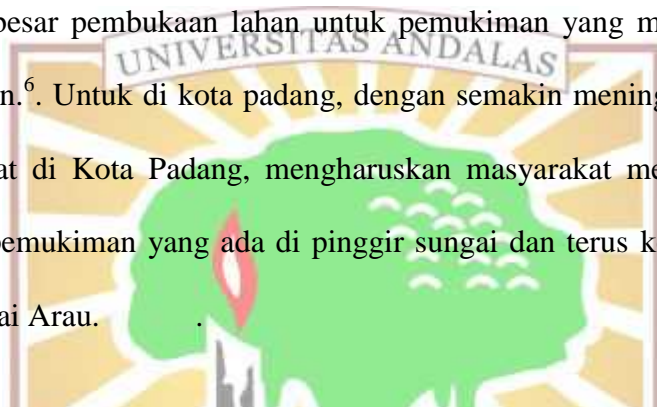 besar pembukaan lahan untuk pemukiman yang m
UNIVERSITAS ANDALAS
n.⁶. Untuk di kota padang, dengan semakin mening
at di Kota Padang, mengharuskan masyarakat me
pemukiman yang ada di pinggir sungai dan terus k
ai Arau. .